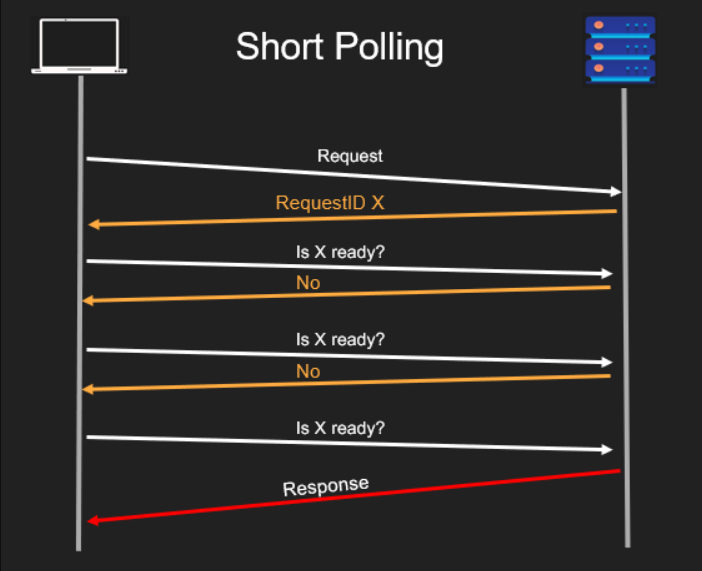 Short Polling
Request
RequestID X
Is X ready?
No
Is X ready?
No
Is X ready?
Response